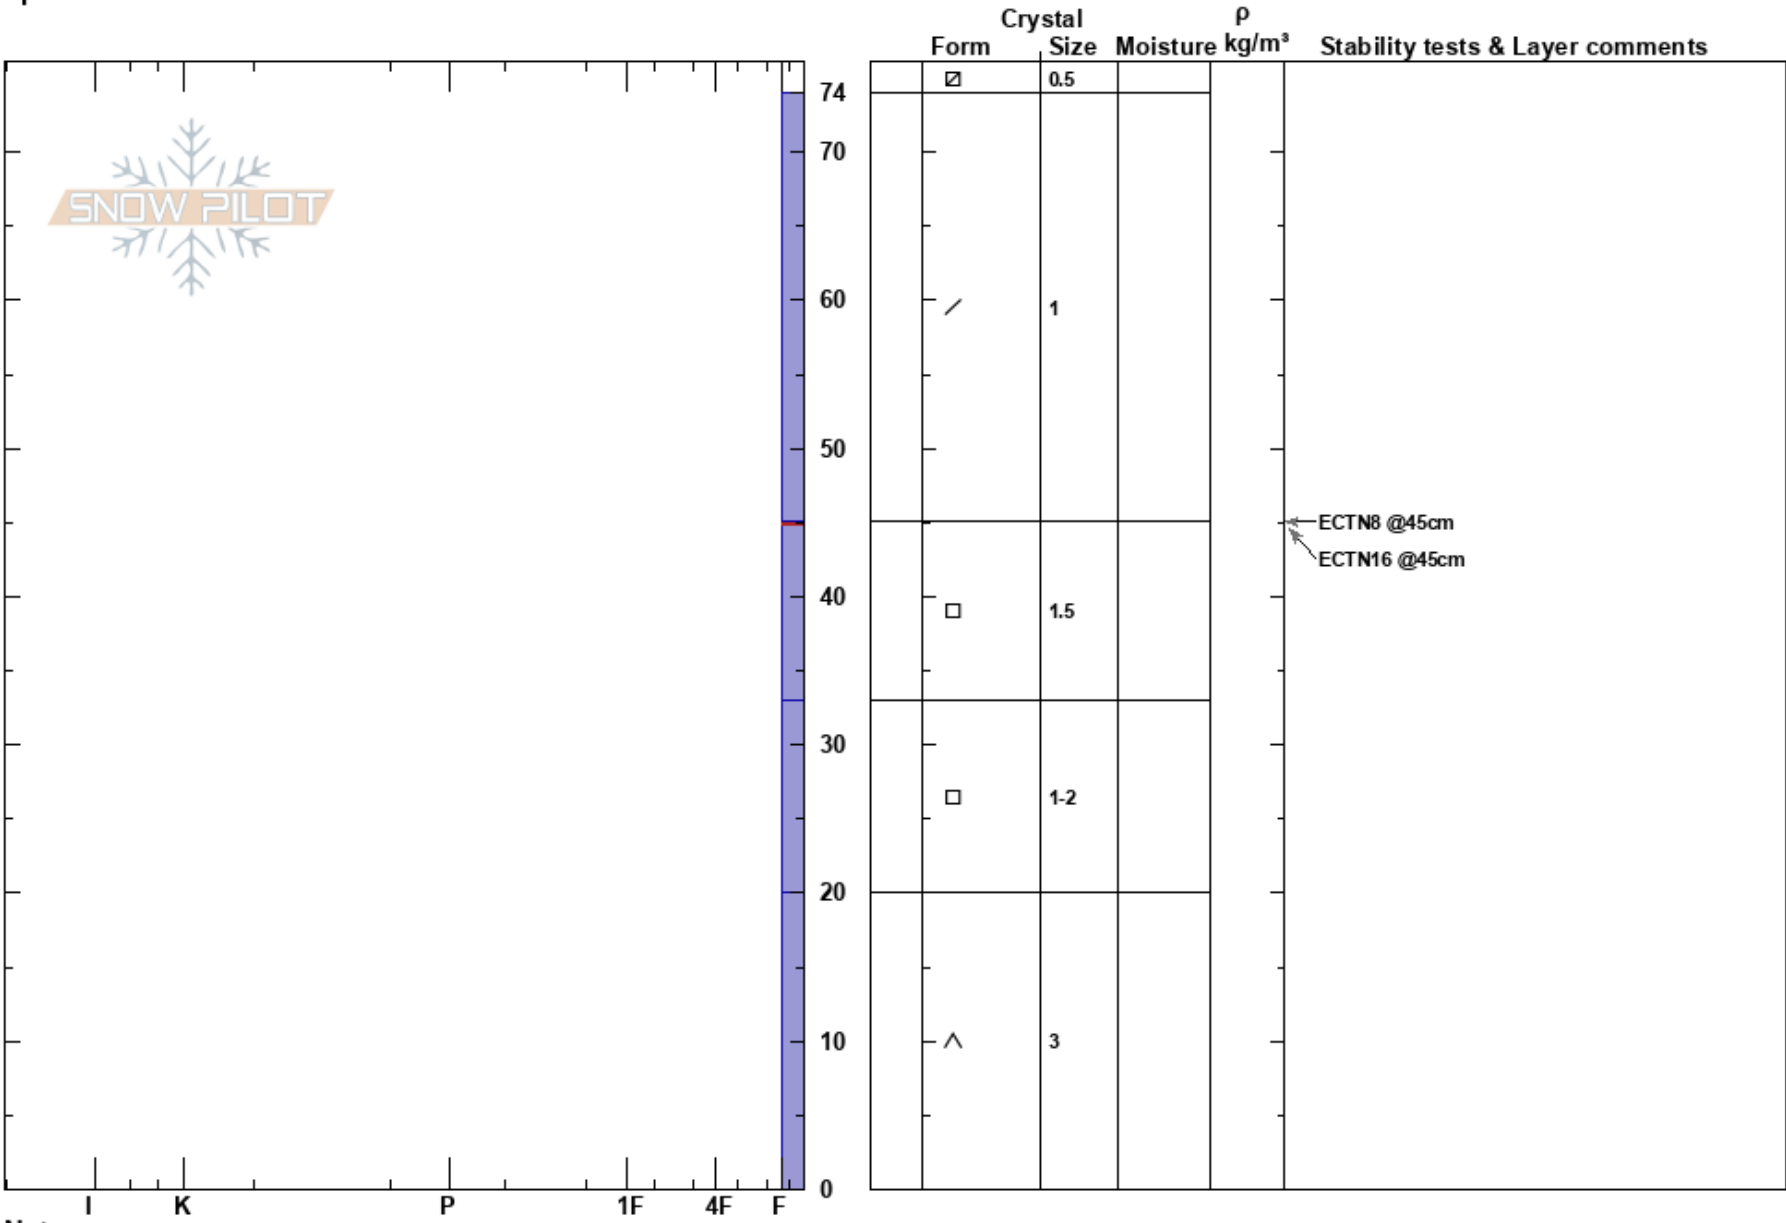 Crystal ρ
Form Size Moisture kg/m³ Stability tests & Layer comments
0.5
74
70
SNOW PILOT
60 1
50
ECTN8 @45cm
ECTN16 @45cm
40 1.5
30
1-2
20
10 3
0
I K P 1F 4F F